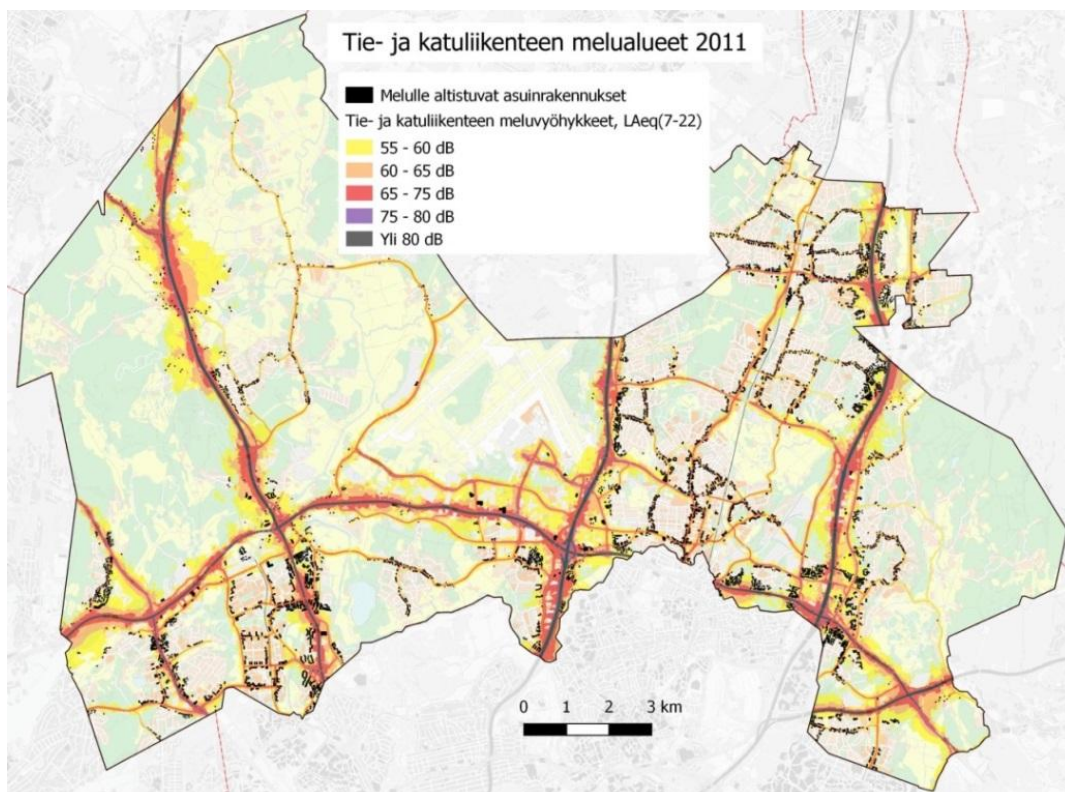 Tie- ja katuliikenteen melualueet 2011
Melulle altistuvat asuinrakennukset
Tie- ja katuliikenteen meluvyöhykkeet, LAeq(7-22)
55 - 60 dB
60 - 65 dB
65 - 75 dB
75 - 80 dB
Yli 80 dB
0 1 2 3 km